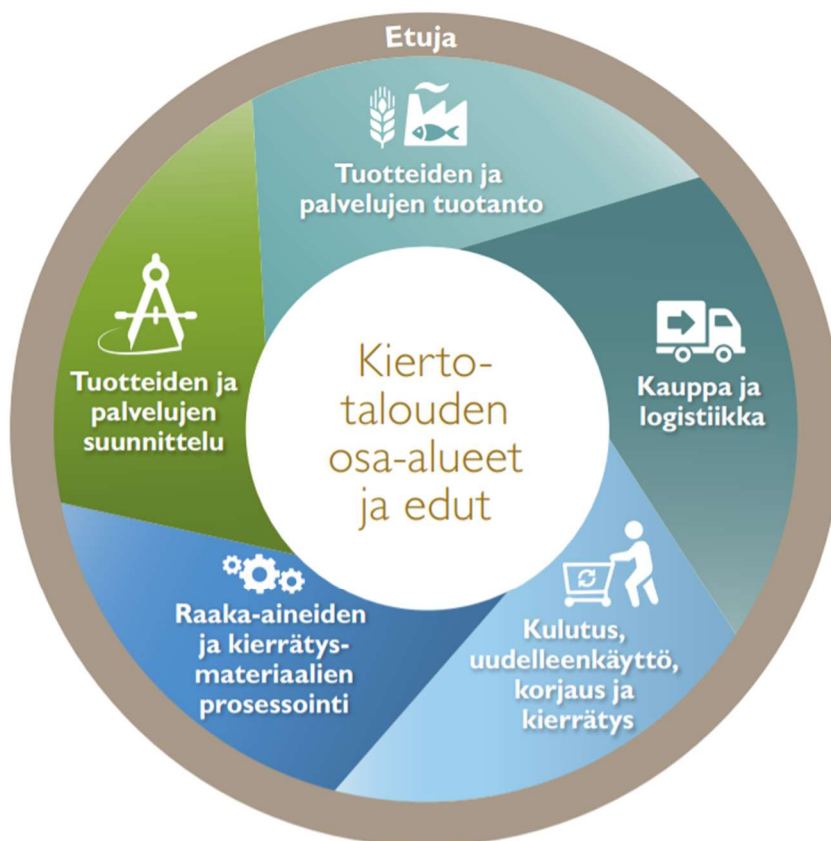 Etuja
Tuotteiden ja
palvelujen tuotanto
Kauppa ja
logistiikka
Kulutus,
uudelleenkäyttö,
korjaus ja
kierrätys
Raaka-aineiden
ja kierrätys-
materiaalien
prosessointi
Tuotteiden ja
palvelujen
suunnittelu
Kierto-
talouden
osa-alueet
ja edut